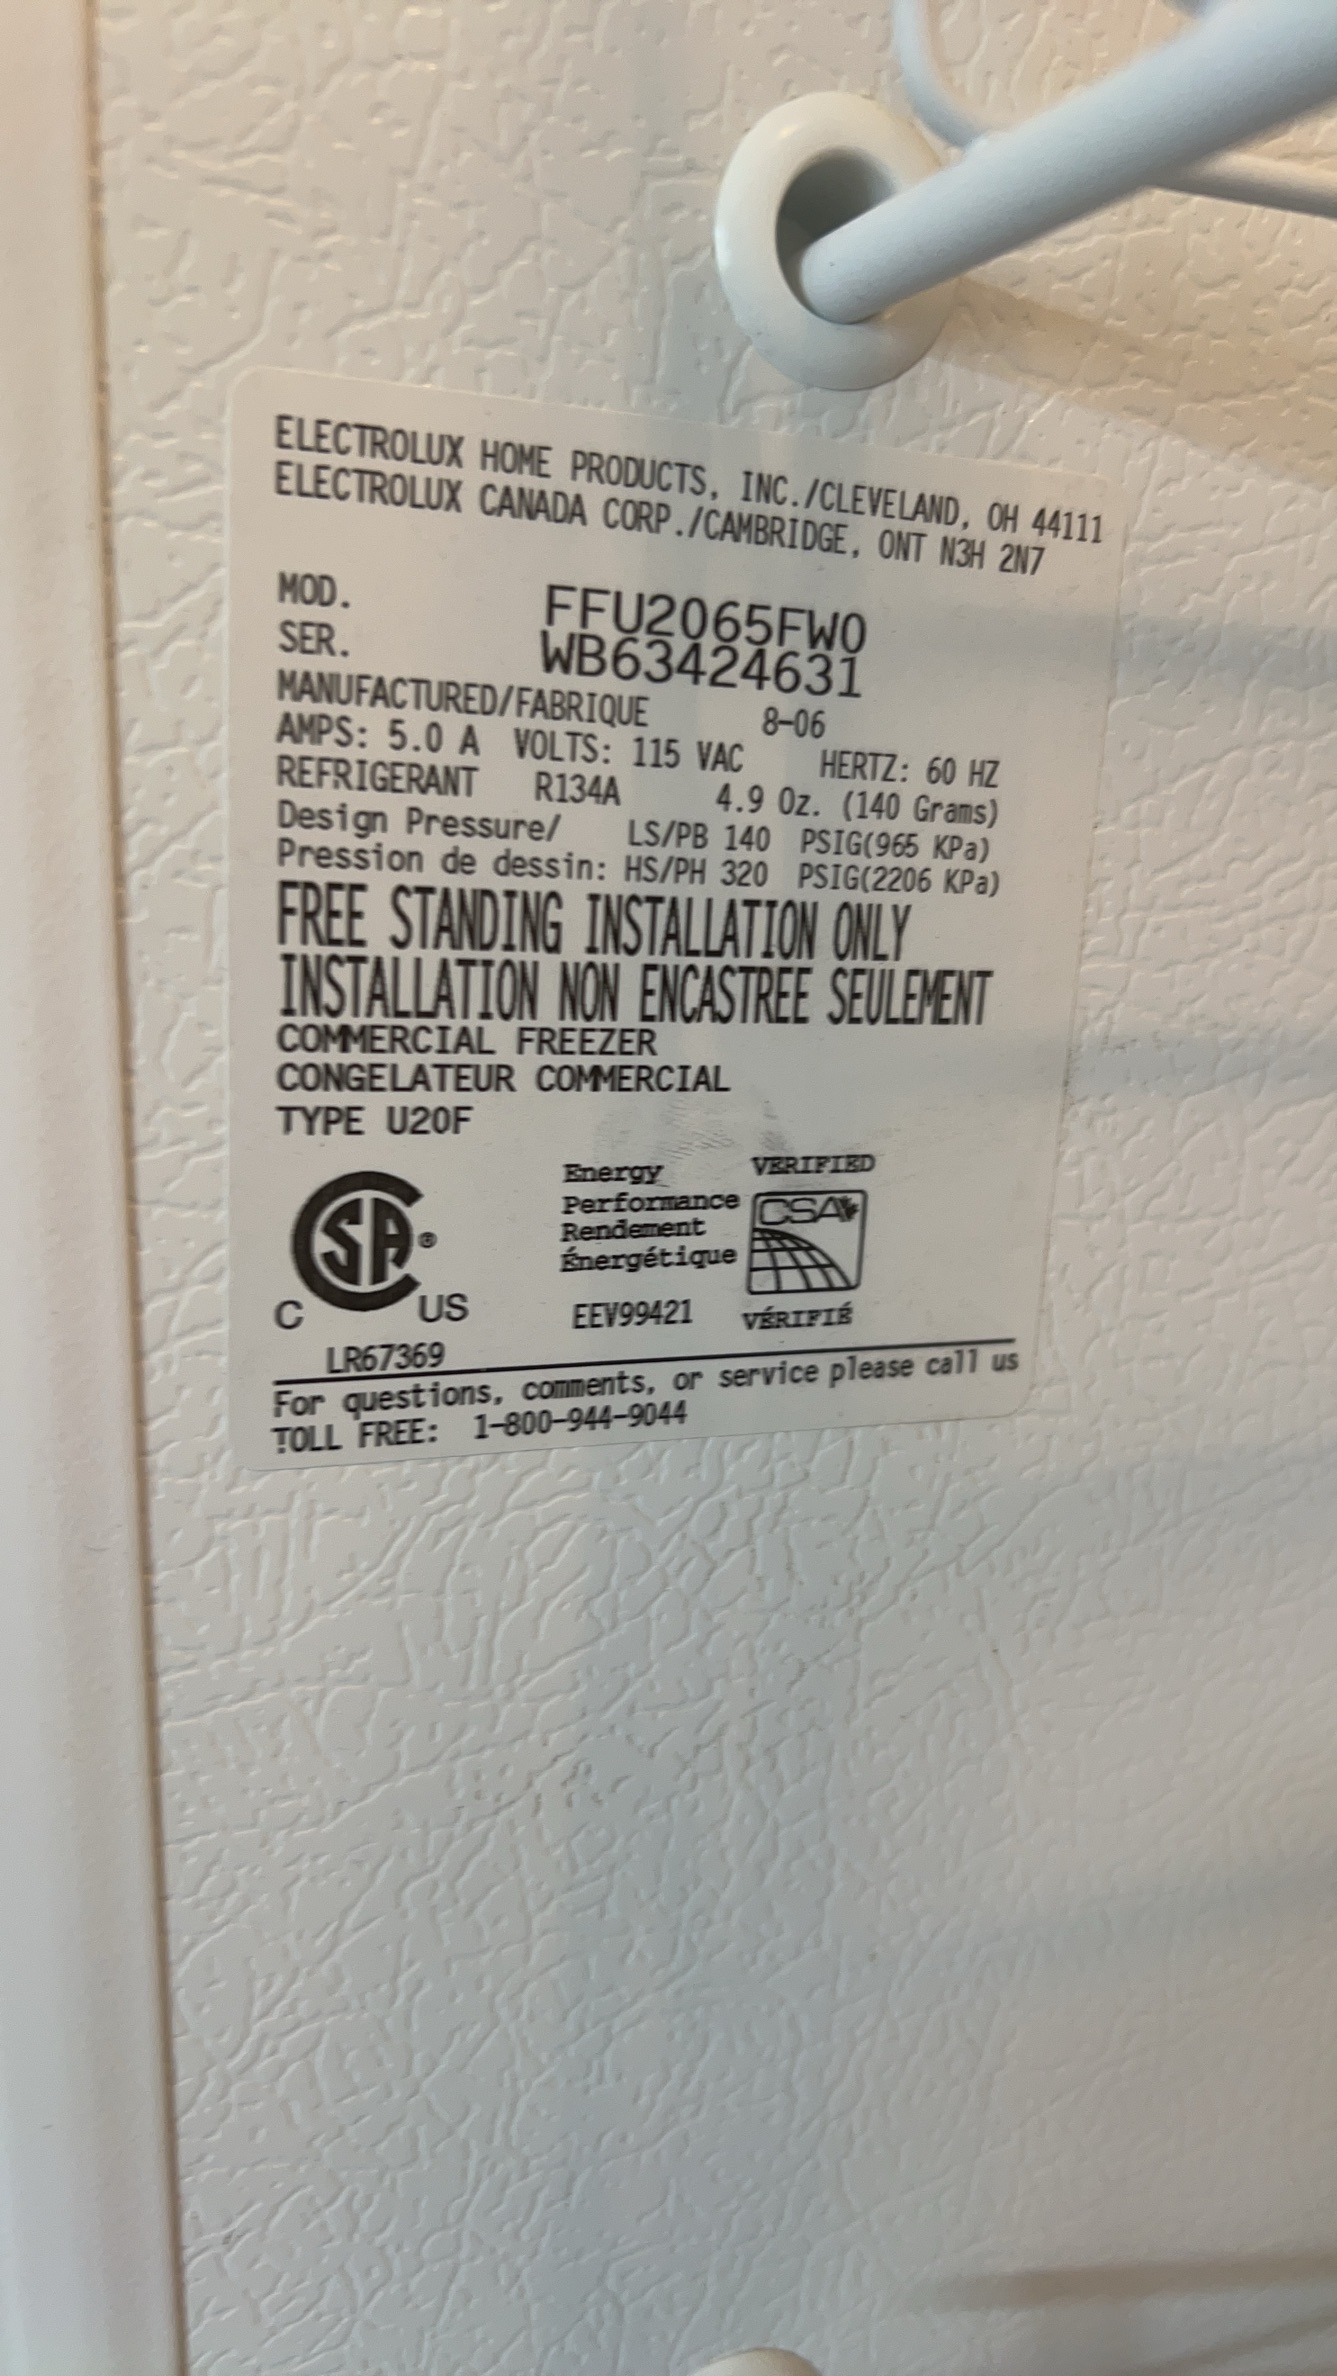 ELECTROLUX HOME PRODUCTS, INC./CLEVELAND, OH 44111
ELECTROLUX CANADA CORP./CAMBRIDGE, ONT N3H 2N7
MOD. FFU2065FW0
SER. WB63424631
MANUFACTURED/FABRIQUE 8-06
AMPS: 5.0 A VOLTS: 115 VAC HERTZ: 60 HZ
REFRIGERANT R134A 4.9 Oz. (140 Grams)
Design Pressure/ LS/PB 140 PSIG(965 KPa)
Pression de dessin: HS/PH 320 PSIG(2206 KPa)
FREE STANDING INSTALLATION ONLY
INSTALLATION NON ENCASTREE SEULEMENT
COMMERCIAL FREEZER
CONGELATEUR COMMERCIAL
TYPE U20F
SA®
C US
LR67369
Energy
Performance
Rendement
Énergétique
EEV99421
VERIFIED
CSA
VÉRIFIÉ
For questions, comments, or service please call us
TOLL FREE: 1-800-944-9044